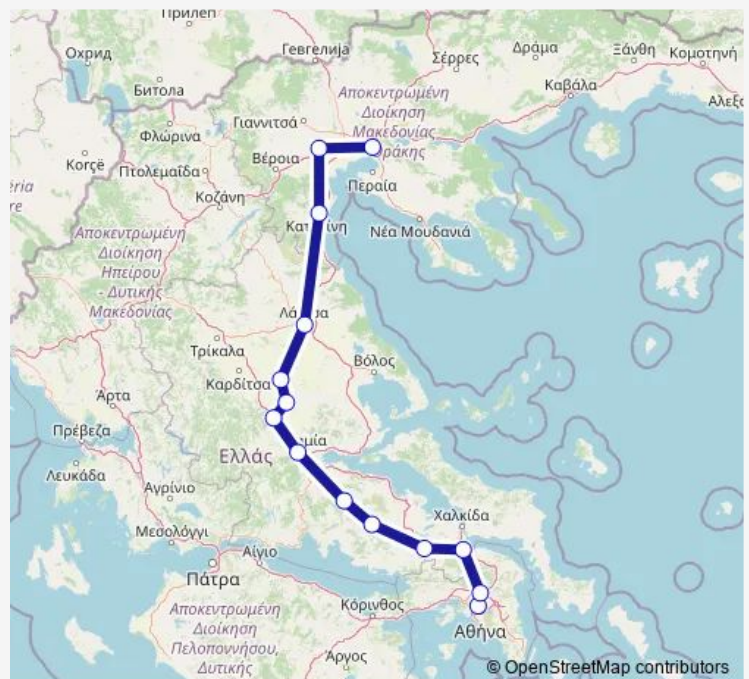 Прилеп
Охрид
Гевгелија
Σέρρες
Δράμα
Ξάνθη
Κομοτηνή
Битола
Αποκεντρωμένη
Διοίκηση
Μακεδονίας
Καβάλα
Φλώρινα
Γιαννιτσά
Korçë
Πτολεμαΐδα
Βέροια
Περαία
Κοζάνη
Νέα Μουδανιά
Αποκεντρωμένη
Διοίκηση
Ηπείρου
- Δυτικής
Μακεδονίας
Τρίκαλα
Βόλος
Καρδίτσα
Άρτα
Πρέβεζα
Ελλάς
Λευκάδα
Αγρίνιο
Χαλκίδα
Μεσολόγγι
Αίγιο
Πάτρα
Κόρινθος
Αθήνα
Αποκεντρωμένη
Διοίκηση
Πελοποννήσου,
Δυτικής
Άργος
© OpenStreetMap contributors